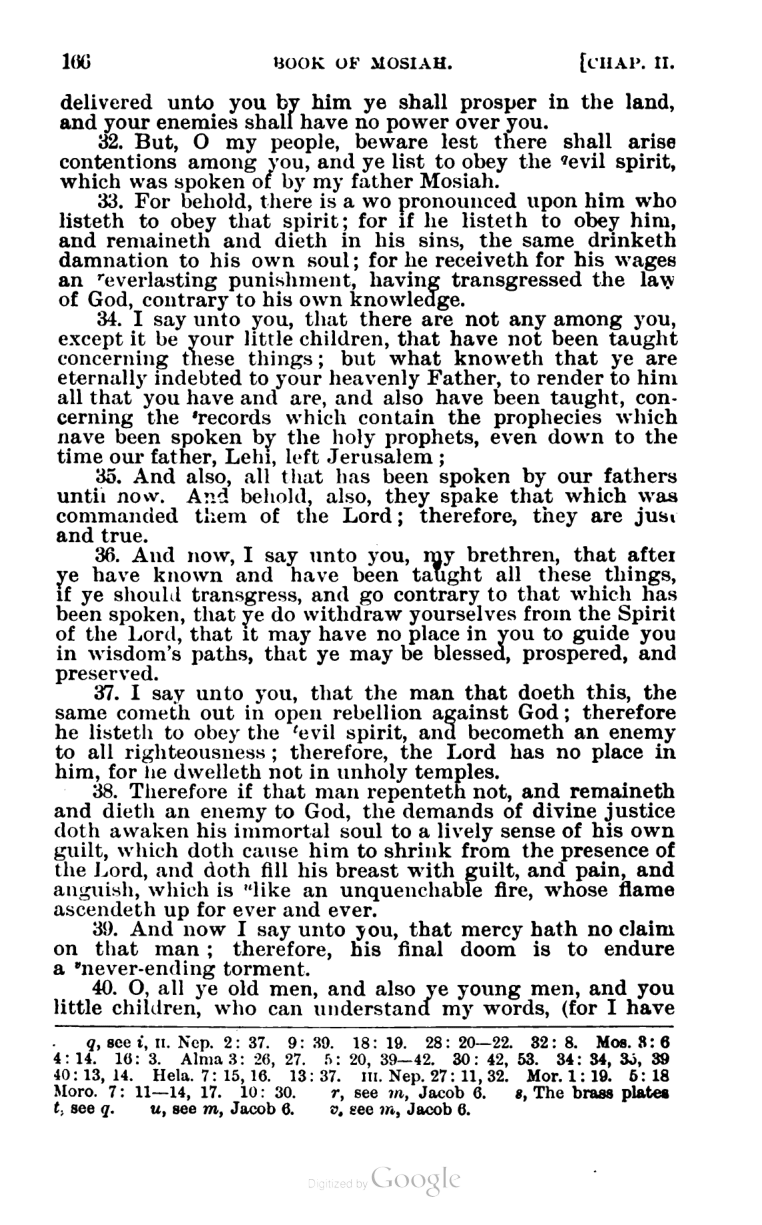 166 BOOK OF MOSIAH. [CHAP. II.
delivered unto you by him ye shall prosper in the land,
and your enemies shall have no power over you.
32. But, O my people, beware lest there shall arise
contentions among you, and ye list to obey the qevil spirit,
which was spoken of by my father Mosiah.
33. For behold, there is a wo pronounced upon him who
listeth to obey that spirit; for if he listeth to obey him,
and remaineth and dieth in his sins, the same drinketh
damnation to his own soul; for he receiveth for his wages
an reverlasting punishment, having transgressed the law
of God, contrary to his own knowledge.
34. I say unto you, that there are not any among you,
except it be your little children, that have not been taught
concerning these things; but what knoweth that ye are
eternally indebted to your heavenly Father, to render to him
all that you have and are, and also have been taught, con-
cerning the srecords which contain the prophecies which
have been spoken by the holy prophets, even down to the
time our father, Lehi, left Jerusalem;
35. And also, all that has been spoken by our fathers
until now. And behold, also, they spake that which was
commanded them of the Lord; therefore, they are just
and true.
36. And now, I say unto you, my brethren, that after
ye have known and have been taught all these things,
if ye should transgress, and go contrary to that which has
been spoken, that ye do withdraw yourselves from the Spirit
of the Lord, that it may have no place in you to guide you
in wisdom's paths, that ye may be blessed, prospered, and
preserved.
37. I say unto you, that the man that doeth this, the
same cometh out in open rebellion against God; therefore
he listeth to obey the tevil spirit, and becometh an enemy
to all righteousness; therefore, the Lord has no place in
him, for he dwelleth not in unholy temples.
38. Therefore if that man repenteth not, and remaineth
and dieth an enemy to God, the demands of divine justice
doth awaken his immortal soul to a lively sense of his own
guilt, which doth cause him to shrink from the presence of
the Lord, and doth fill his breast with guilt, and pain, and
anguish, which is ulike an unquenchable fire, whose flame
ascendeth up for ever and ever.
39. And now I say unto you, that mercy hath no claim
on that man; therefore, his final doom is to endure
a vnever-ending torment.
40. O, all ye old men, and also ye young men, and you
little children, who can understand my words, (for I have
q, see i, II. Nep. 2: 37. 9: 39. 18: 19. 28: 20—22. 32: 8. Mos. 3: 6
4: 14. 16: 3. Alma 3: 26, 27. 5: 20, 39—42. 30: 42, 53. 34: 34, 35, 39
40: 13, 14. Hela. 7: 15, 16. 13: 37. III. Nep. 27: 11, 32. Mor. 1: 19. 5: 18
Moro. 7: 11—14, 17. 10: 30. r, see m, Jacob 6. s, The brass plates
t, see q. u, see m, Jacob 6. v, see m, Jacob 6.
Digitized by Google